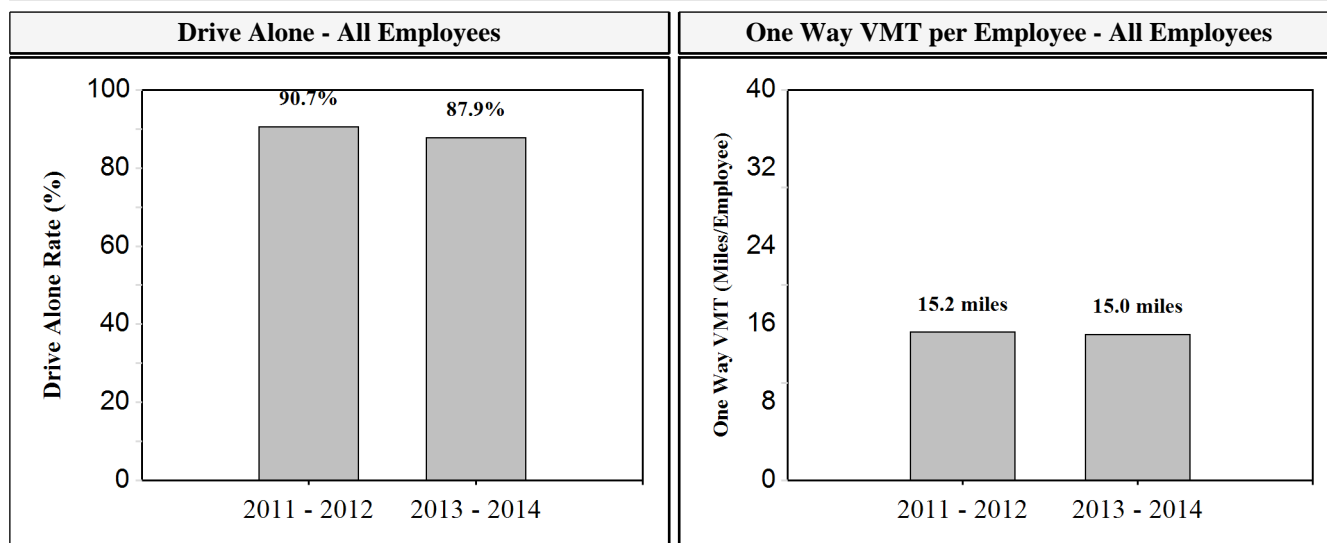 Drive Alone - All Employees
Drive Alone Rate (%)
100
80
60
40
20
0
90.7%
87.9%
2011 - 2012
2013 - 2014
One Way VMT per Employee - All Employees
One Way VMT (Miles/Employee)
40
32
24
16
8
0
15.2 miles
15.0 miles
2011 - 2012
2013 - 2014